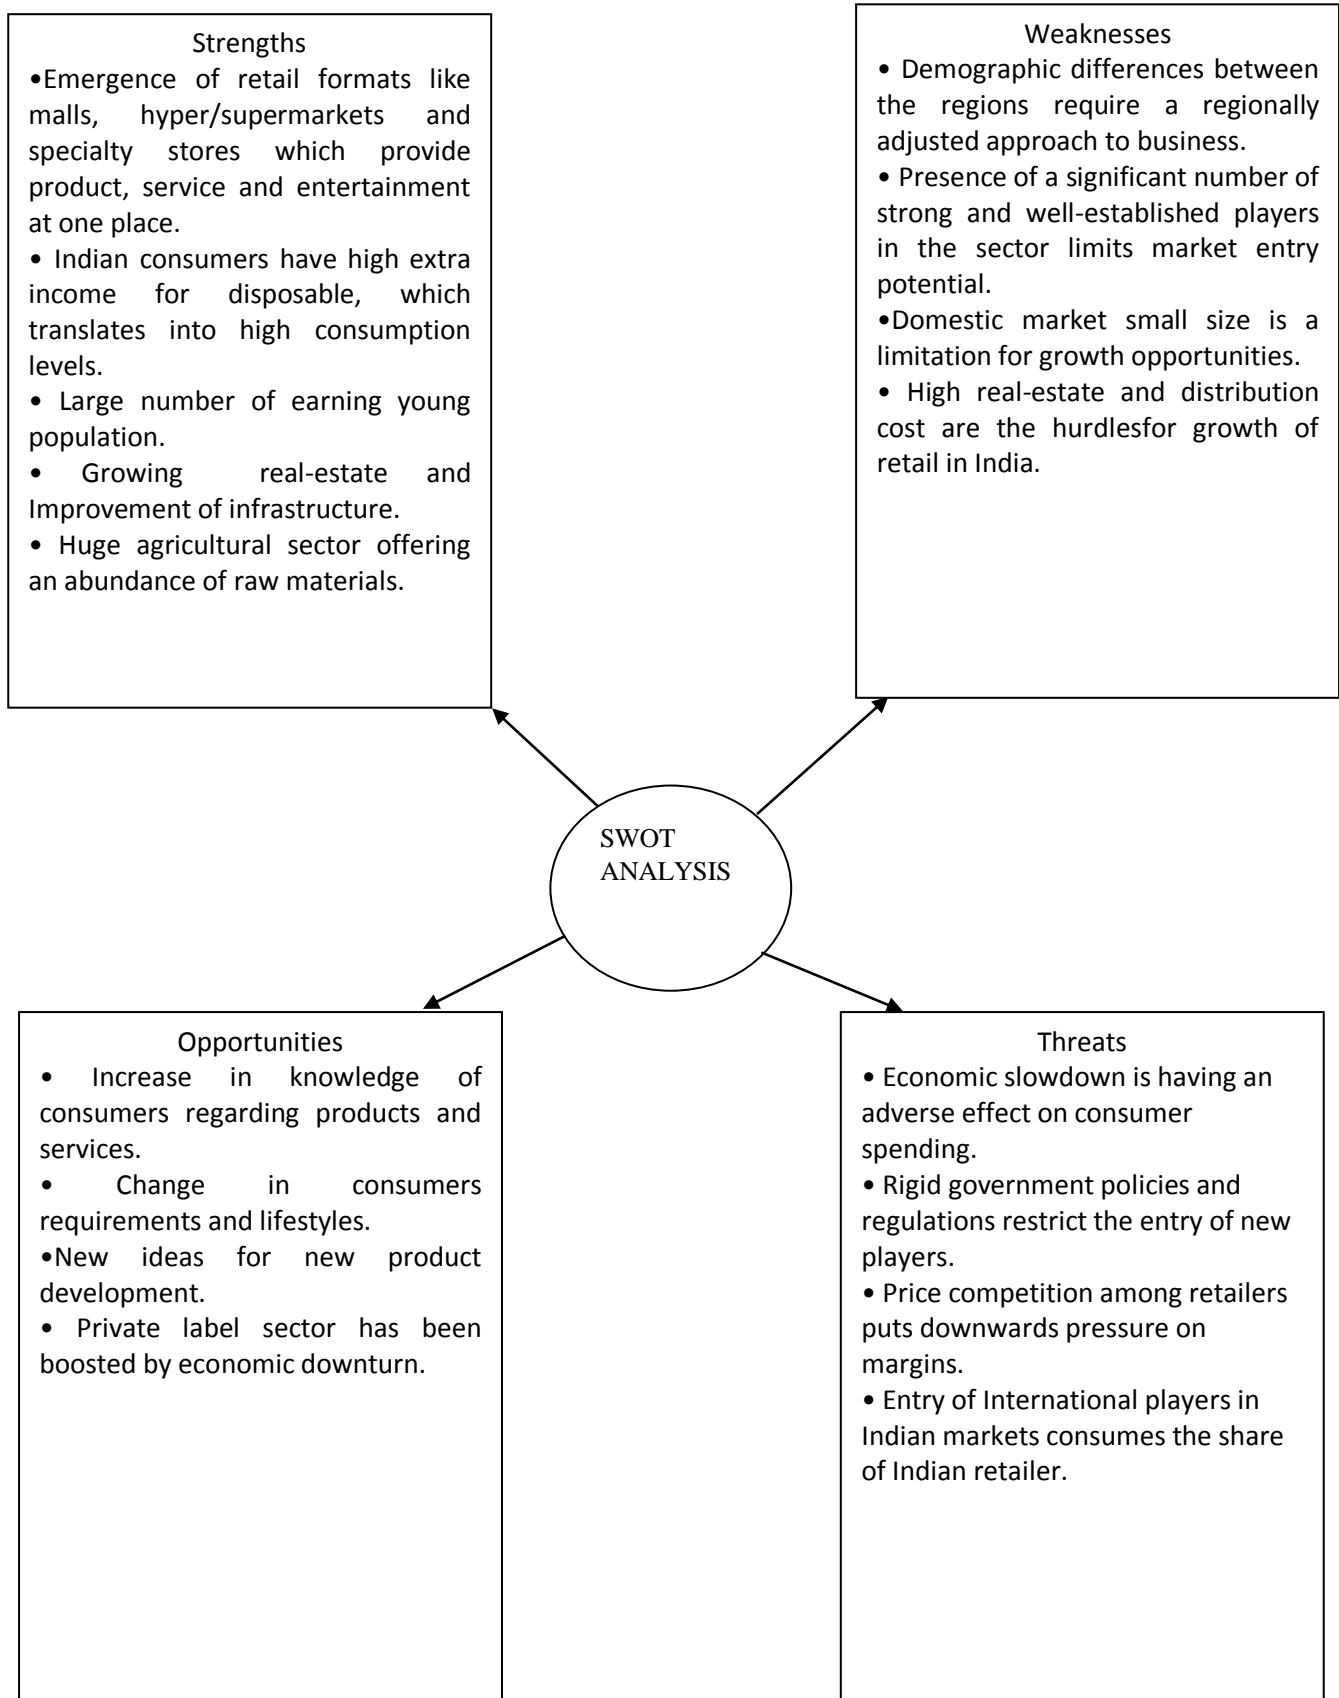 Strengths
•Emergence of retail formats like
malls, hyper/supermarkets and
specialty stores which provide
product, service and entertainment
at one place.
• Indian consumers have high extra
income for disposable, which
translates into high consumption
levels.
• Large number of earning young
population.
• Growing real-estate and
Improvement of infrastructure.
• Huge agricultural sector offering
an abundance of raw materials.
Weaknesses
• Demographic differences between
the regions require a regionally
adjusted approach to business.
• Presence of a significant number of
strong and well-established players
in the sector limits market entry
potential.
•Domestic market small size is a
limitation for growth opportunities.
• High real-estate and distribution
cost are the hurdlesfor growth of
retail in India.
SWOT
ANALYSIS
Opportunities
• Increase in knowledge of
consumers regarding products and
services.
• Change in consumers
requirements and lifestyles.
•New ideas for new product
development.
• Private label sector has been
boosted by economic downturn.
Threats
• Economic slowdown is having an
adverse effect on consumer
spending.
• Rigid government policies and
regulations restrict the entry of new
players.
• Price competition among retailers
puts downwards pressure on
margins.
• Entry of International players in
Indian markets consumes the share
of Indian retailer.